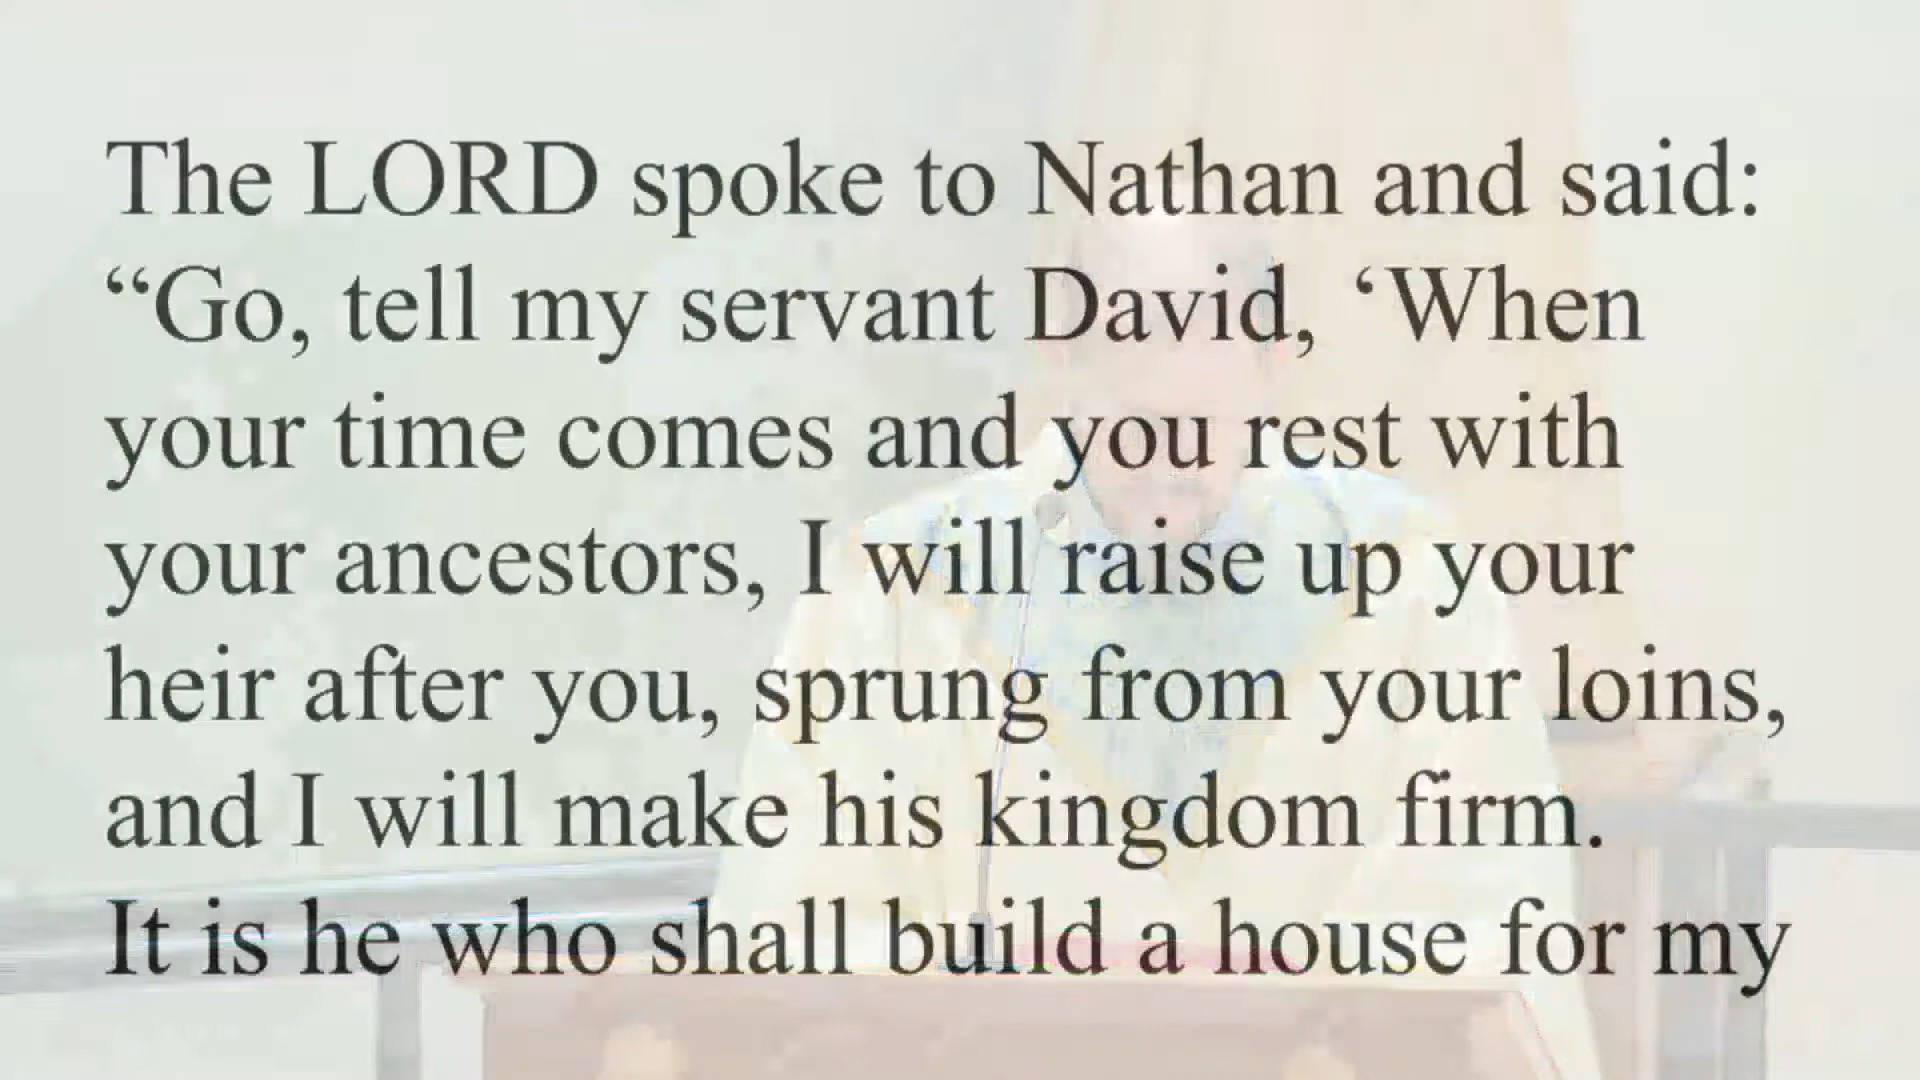 The LORD spoke to Nathan and said:
“Go, tell my servant David, ‘When
your time comes and you rest with
your ancestors, I will raise up your
heir after you, sprung from your loins,
and I will make his kingdom firm.
It is he who shall build a house for my